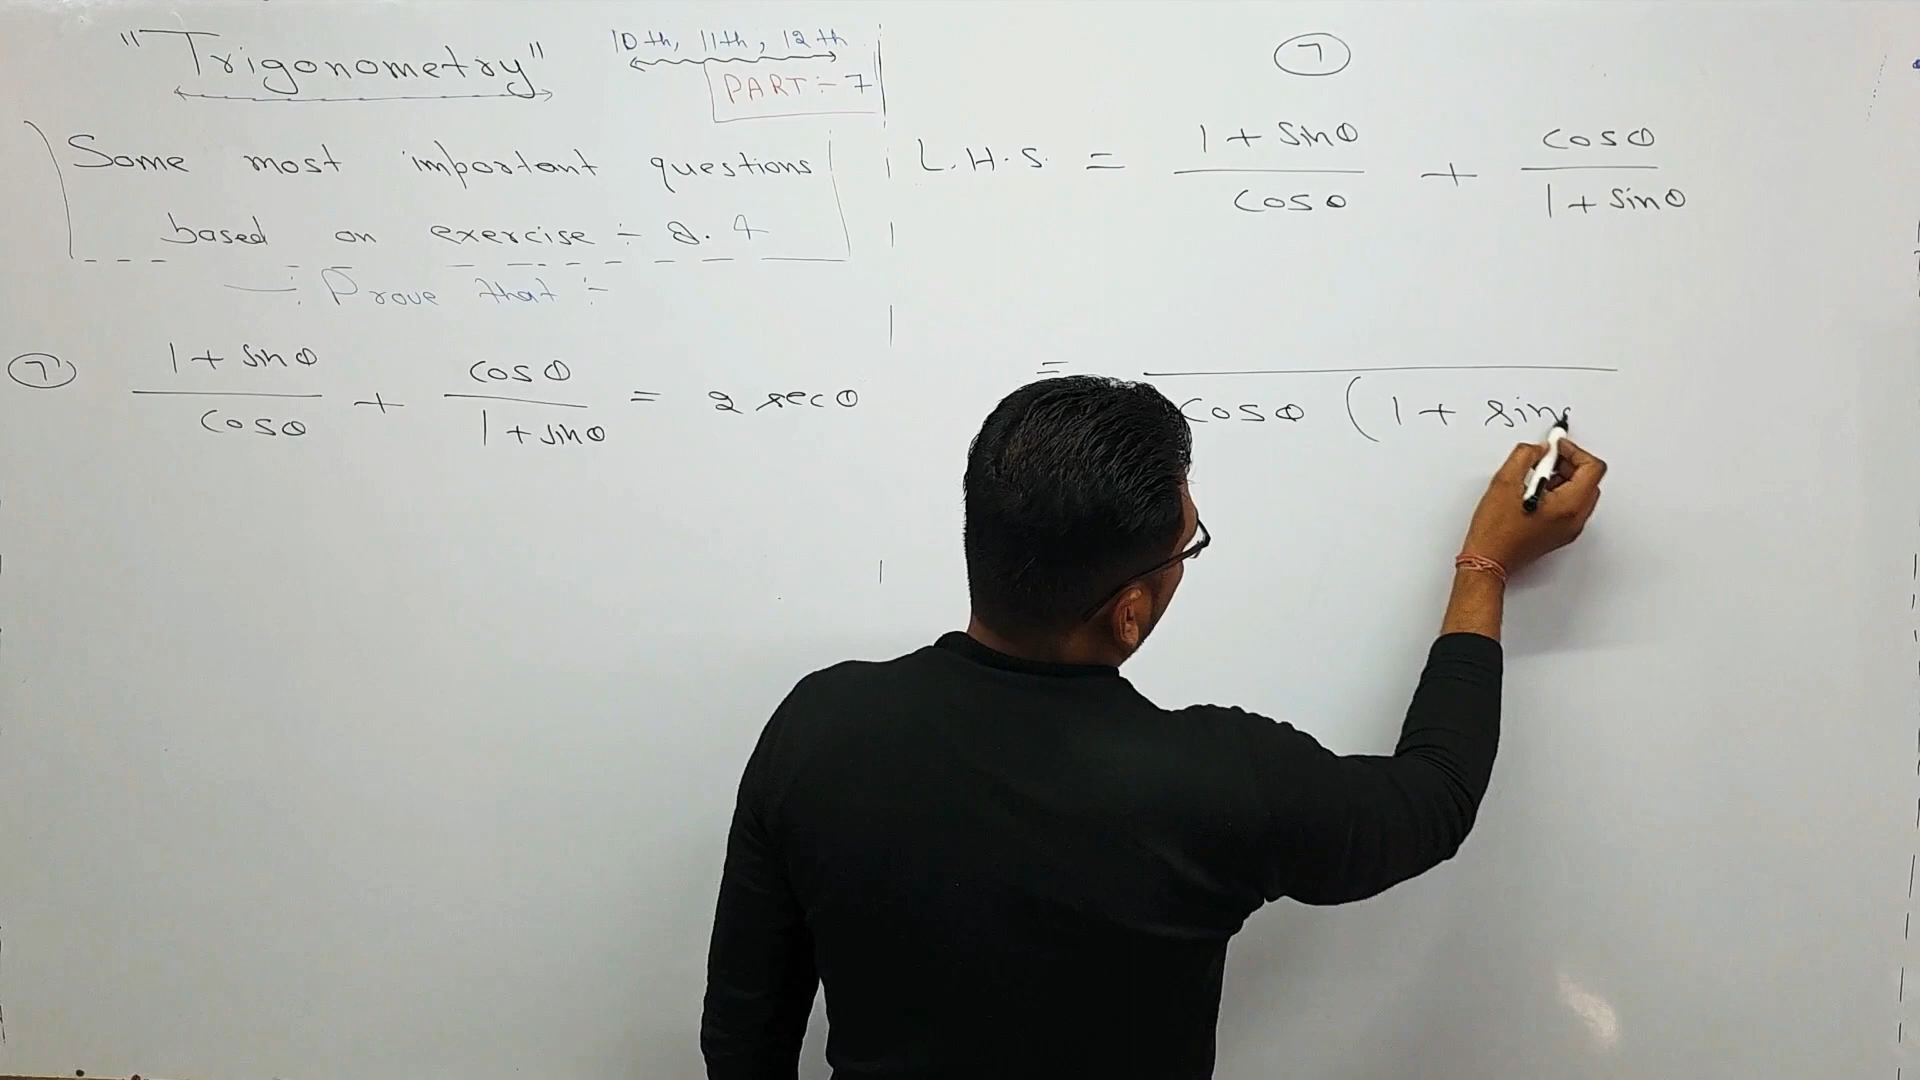 "Trigonometry"
10th, 11th, 12th
PART:- 7
Some most important questions
based on exercise ÷ 8.4
-: Prove that :-
7 (1 + sinθ)/cosθ + cosθ/(1 + sinθ) = 2 secθ
7
L.H.S. = (1 + sinθ)/cosθ + cosθ/(1 + sinθ)
=
cosθ (1 + sin